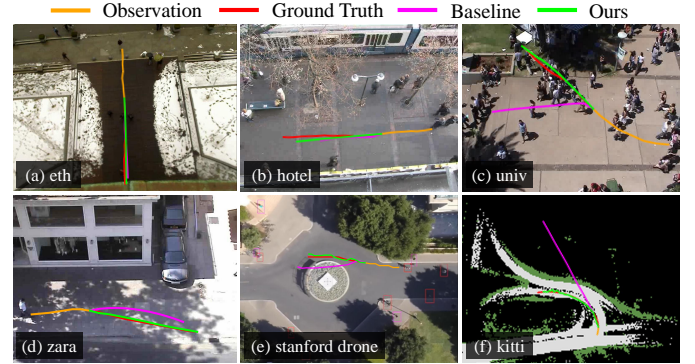 Observation Ground Truth Baseline Ours
(a) eth (b) hotel (c) univ
(d) zara (e) stanford drone (f) kitti